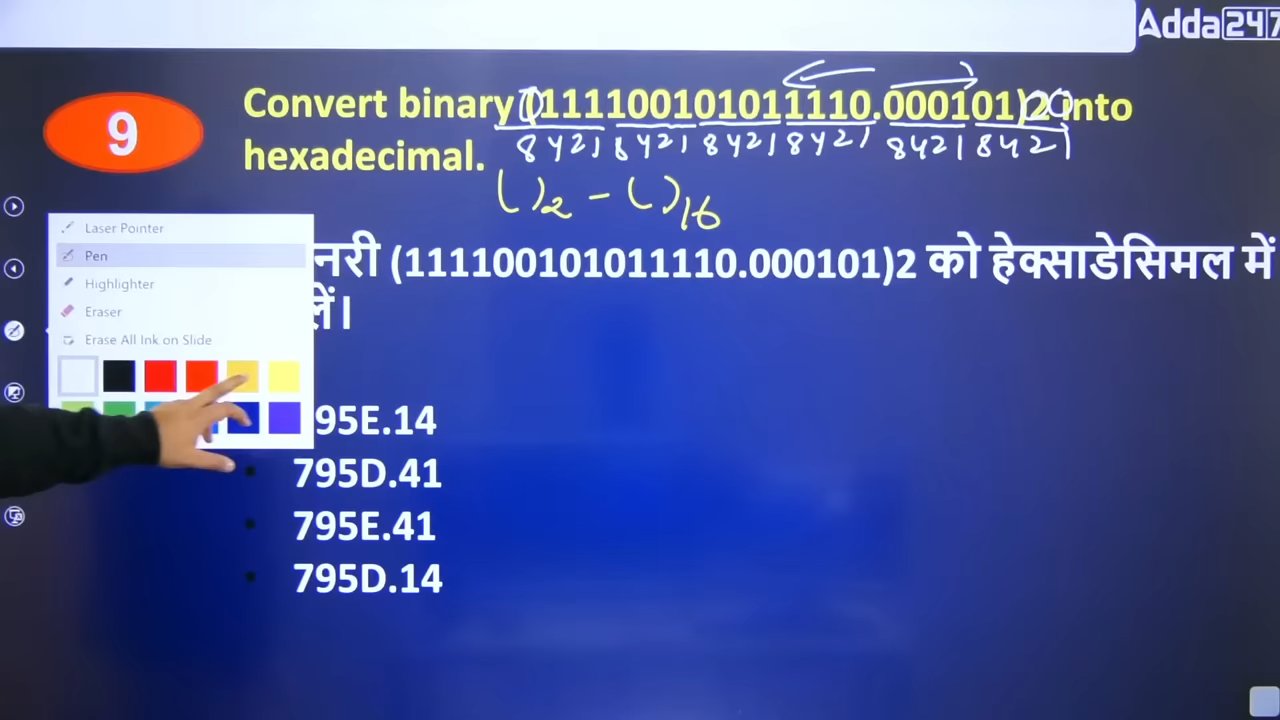 Adda247
9
Convert binary (111100101011110.000101)2 into
8421 8421 8421 8421 8421 8421
hexadecimal.
( )2 - ( )16
नरी (111100101011110.000101)2 को हेक्साडेसिमल में
लें।
Laser Pointer
Pen
Highlighter
Eraser
Erase All Ink on Slide
95E.14
795D.41
795E.41
795D.14